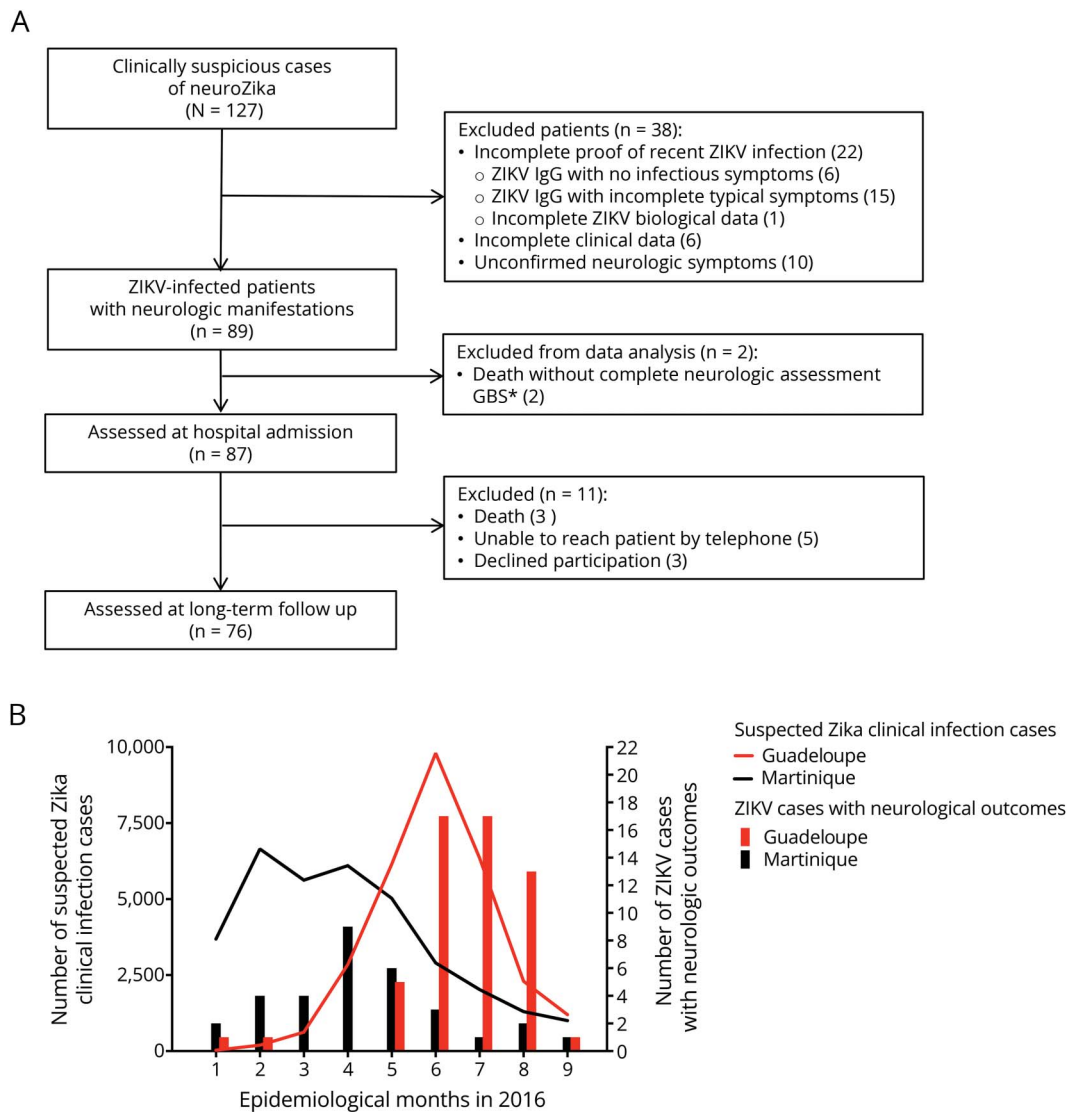 A
Clinically suspicious cases
of neuroZika
(N = 127)
Excluded patients (n = 38):
• Incomplete proof of recent ZIKV infection (22)
○ ZIKV IgG with no infectious symptoms (6)
○ ZIKV IgG with incomplete typical symptoms (15)
○ Incomplete ZIKV biological data (1)
• Incomplete clinical data (6)
• Unconfirmed neurologic symptoms (10)
ZIKV-infected patients
with neurologic manifestations
(n = 89)
Excluded from data analysis (n = 2):
• Death without complete neurologic assessment
GBS* (2)
Assessed at hospital admission
(n = 87)
Excluded (n = 11):
• Death (3 )
• Unable to reach patient by telephone (5)
• Declined participation (3)
Assessed at long-term follow up
(n = 76)
B
Number of suspected Zika
clinical infection cases
10,000
7,500
5,000
2,500
0
1 2 3 4 5 6 7 8 9
Epidemiological months in 2016
22
20
18
16
14
12
10
8
6
4
2
0
Number of ZIKV cases
with neurologic outcomes
Suspected Zika clinical infection cases
Guadeloupe
Martinique
ZIKV cases with neurological outcomes
Guadeloupe
Martinique